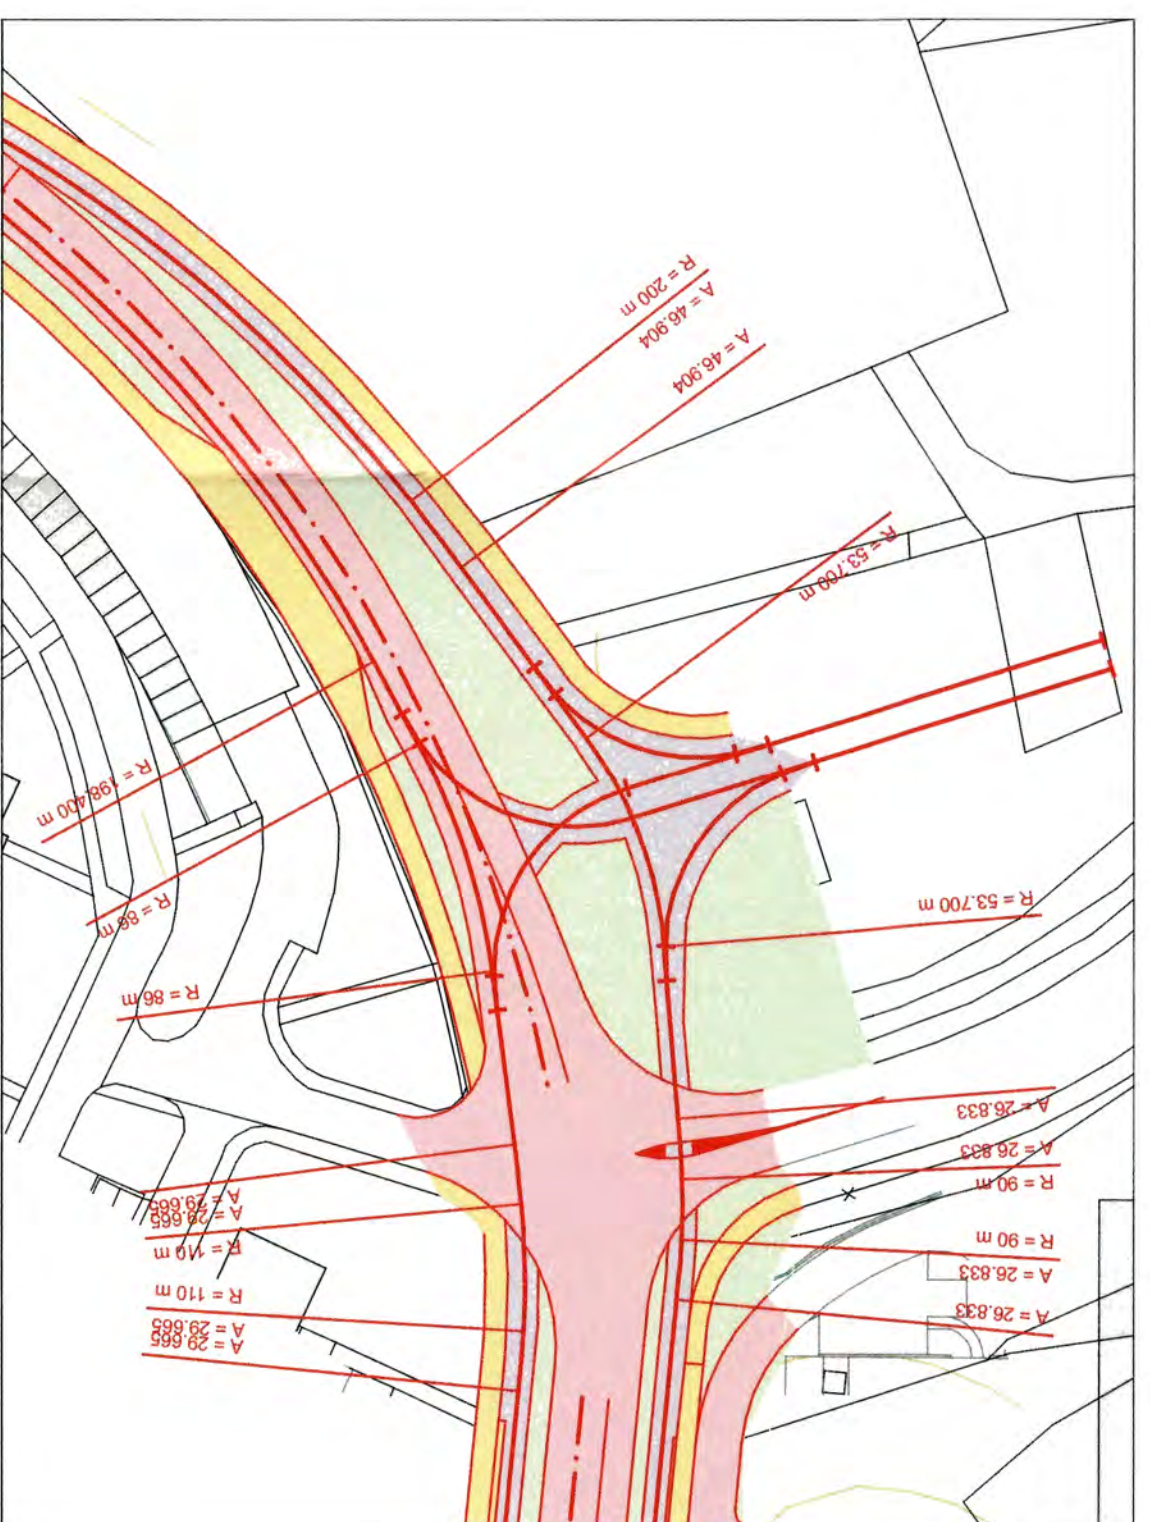 R = 200 m
A = 46.904
A = 46.904
R = 53.700 m
R = 198.400 m
R = 86 m
R = 53.700 m
R = 86 m
A = 26.833
A = 26.833
R = 90 m
A = 29.665
A = 29.665
R = 110 m
R = 90 m
A = 26.833
R = 110 m
A = 29.665
A = 29.665
A = 26.833